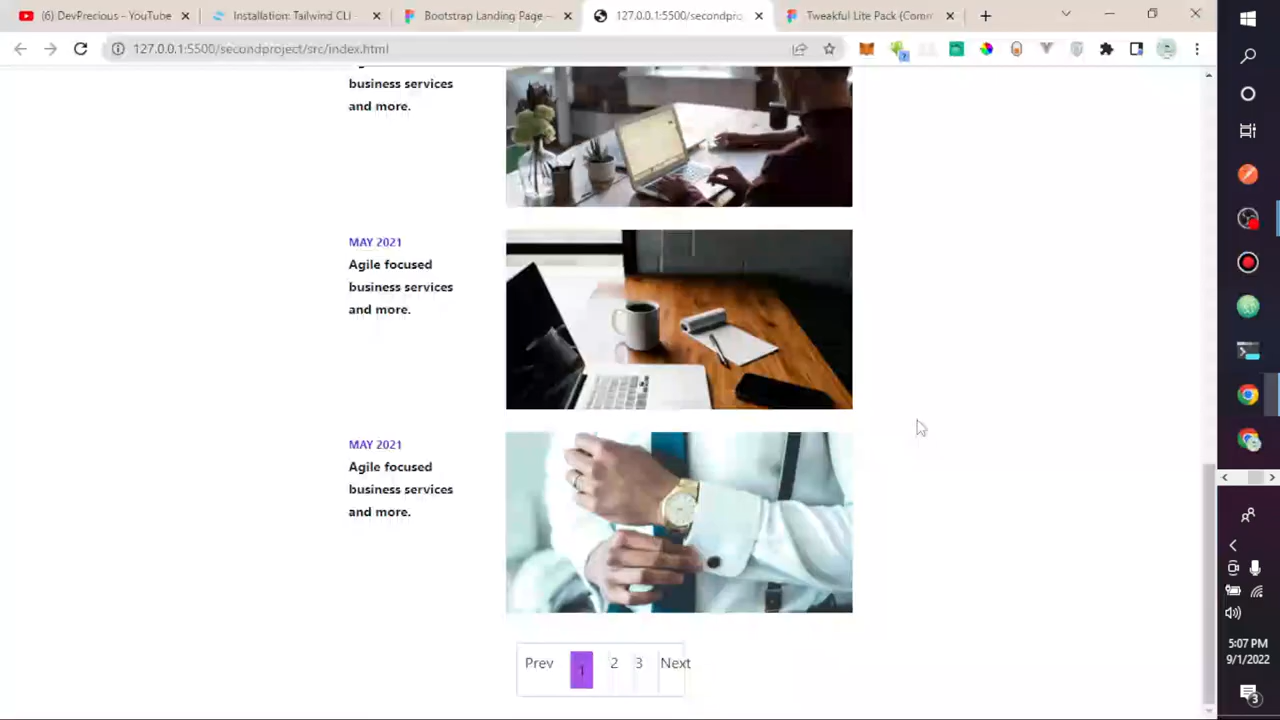 (6) DevPrecious - YouTube
Installation: Tailwind CLI
Bootstrap Landing Page –
127.0.0.1:5500/secondpro
Tweakful Lite Pack (Comm
127.0.0.1:5500/secondproject/src/index.html
business services
and more.
MAY 2021
Agile focused
business services
and more.
MAY 2021
Agile focused
business services
and more.
Prev
1
2
3
Next
5:07 PM
9/1/2022
3